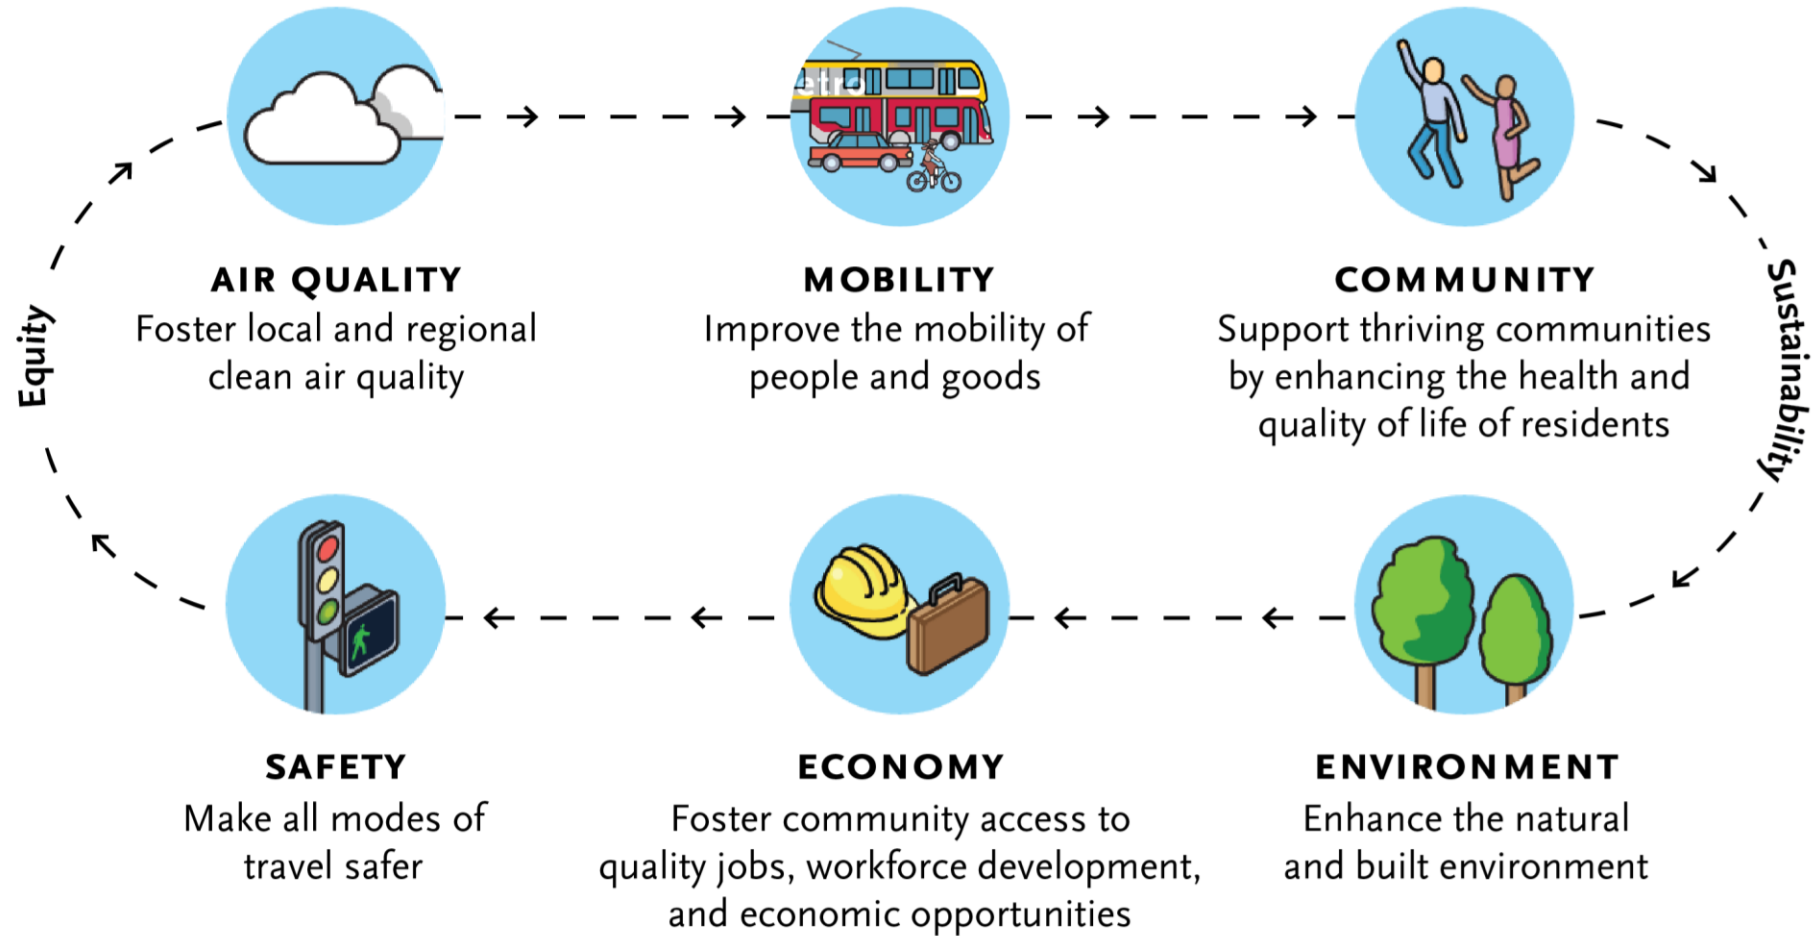 AIR QUALITY
Foster local and regional
clean air quality
etro
MOBILITY
Improve the mobility of
people and goods
COMMUNITY
Support thriving communities
by enhancing the health and
quality of life of residents
Sustainability
ENVIRONMENT
Enhance the natural
and built environment
ECONOMY
Foster community access to
quality jobs, workforce development,
and economic opportunities
SAFETY
Make all modes of
travel safer
Equity